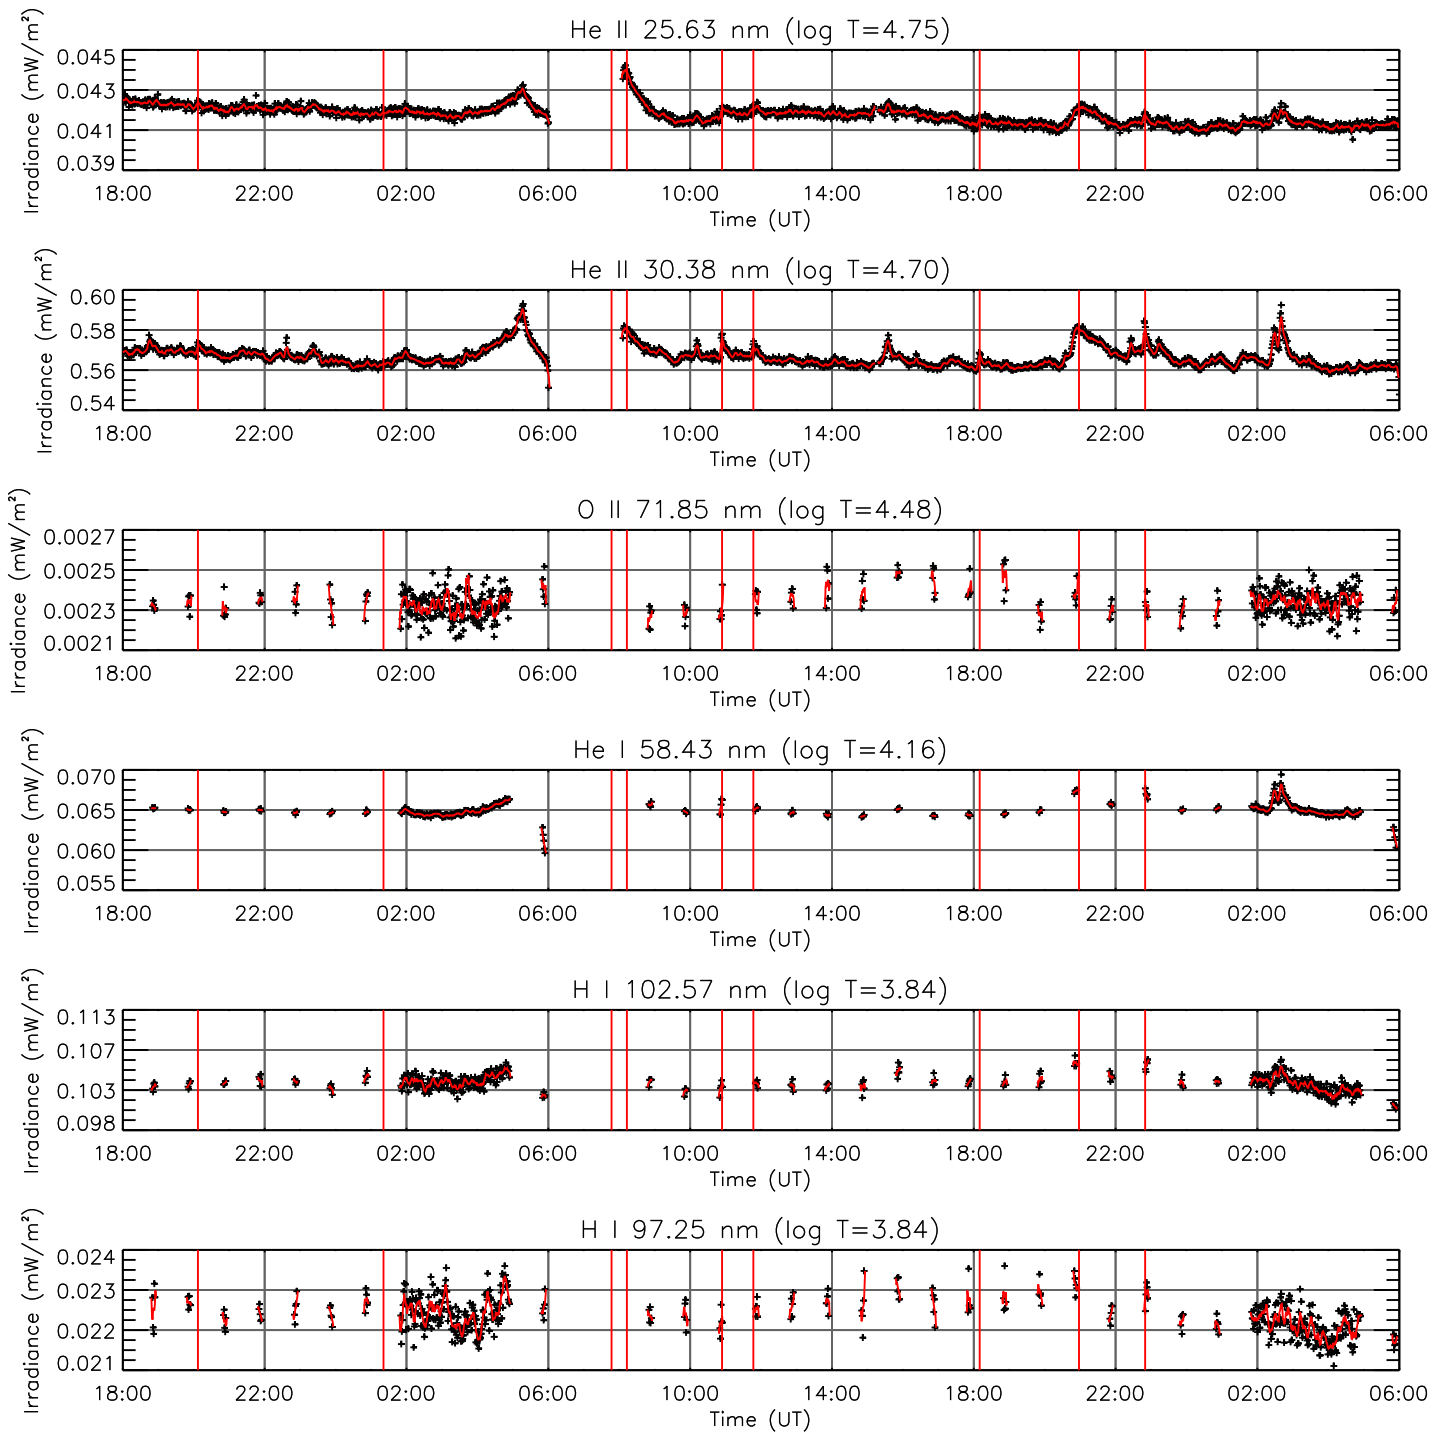 He II 25.63 nm (log T=4.75)
Irradiance (mW/m²)
0.045
0.043
0.041
0.039
18:00 22:00 02:00 06:00 10:00 14:00 18:00 22:00 02:00 06:00
Time (UT)
He II 30.38 nm (log T=4.70)
Irradiance (mW/m²)
0.60
0.58
0.56
0.54
18:00 22:00 02:00 06:00 10:00 14:00 18:00 22:00 02:00 06:00
Time (UT)
O II 71.85 nm (log T=4.48)
Irradiance (mW/m²)
0.0027
0.0025
0.0023
0.0021
18:00 22:00 02:00 06:00 10:00 14:00 18:00 22:00 02:00 06:00
Time (UT)
He I 58.43 nm (log T=4.16)
Irradiance (mW/m²)
0.070
0.065
0.060
0.055
18:00 22:00 02:00 06:00 10:00 14:00 18:00 22:00 02:00 06:00
Time (UT)
H I 102.57 nm (log T=3.84)
Irradiance (mW/m²)
0.113
0.107
0.103
0.098
18:00 22:00 02:00 06:00 10:00 14:00 18:00 22:00 02:00 06:00
Time (UT)
H I 97.25 nm (log T=3.84)
Irradiance (mW/m²)
0.024
0.023
0.022
0.021
18:00 22:00 02:00 06:00 10:00 14:00 18:00 22:00 02:00 06:00
Time (UT)